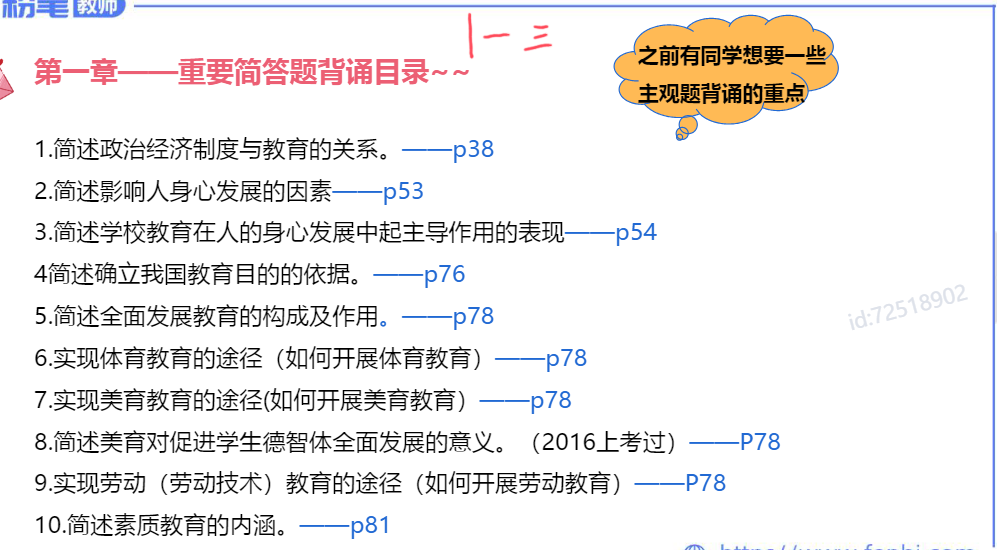 粉笔教师
一 三
第一章——重要简答题背诵目录~~
之前有同学想要一些
主观题背诵的重点
1.简述政治经济制度与教育的关系。——p38
2.简述影响人身心发展的因素——p53
3.简述学校教育在人的身心发展中起主导作用的表现——p54
4简述确立我国教育目的的依据。——p76
5.简述全面发展教育的构成及作用。——p78
6.实现体育教育的途径（如何开展体育教育）——p78
7.实现美育教育的途径(如何开展美育教育）——p78
8.简述美育对促进学生德智体全面发展的意义。（2016上考过）——P78
9.实现劳动（劳动技术）教育的途径（如何开展劳动教育）——P78
10.简述素质教育的内涵。——p81
id:72518902